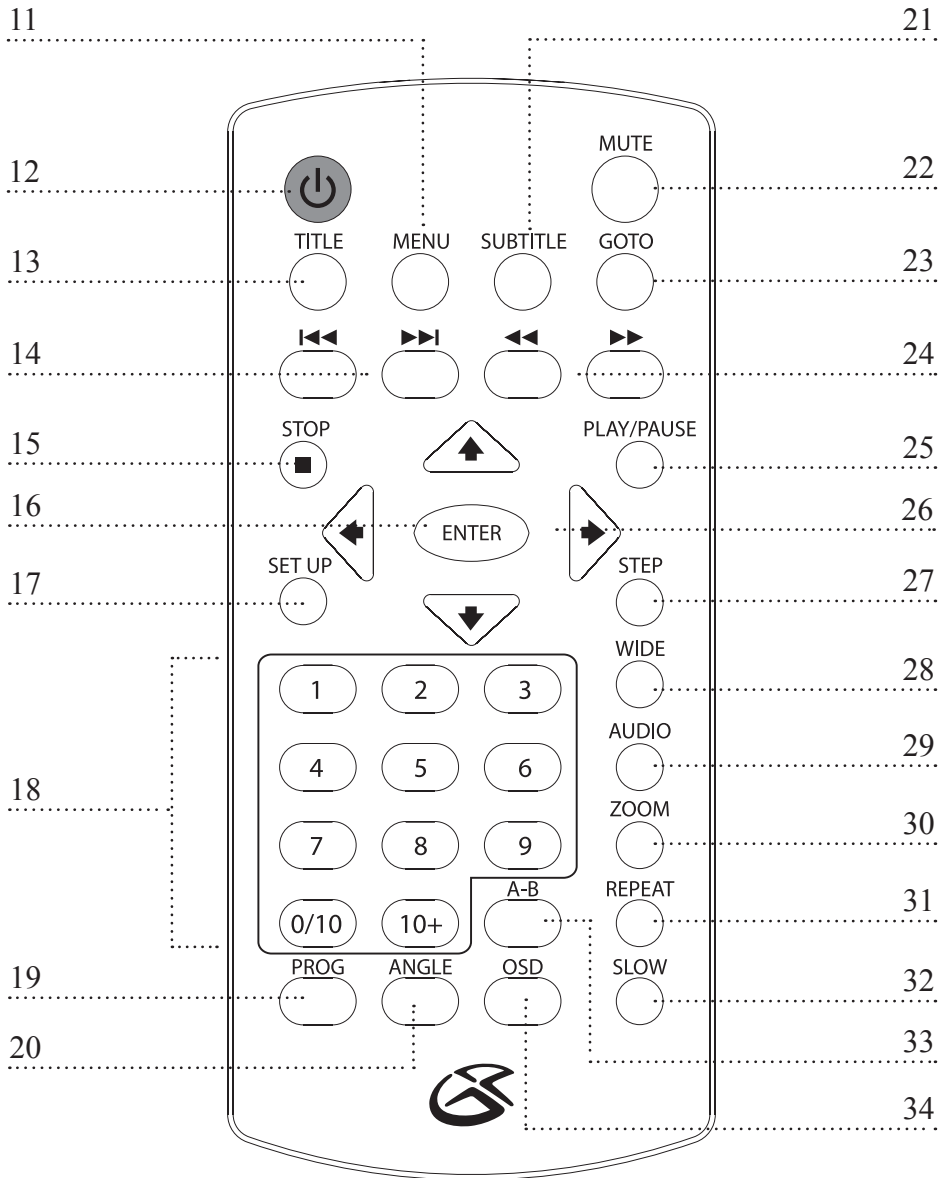 11 21
MUTE
12 22
TITLE MENU SUBTITLE GOTO
13 23
14 24
STOP PLAY/PAUSE
15 25
16 ENTER 26
SET UP STEP
17 27
WIDE
1 2 3 28
AUDIO
18 4 5 6 29
ZOOM
7 8 9 30
A-B REPEAT
0/10 10+ 31
PROG ANGLE OSD SLOW
19 32
20 33
34